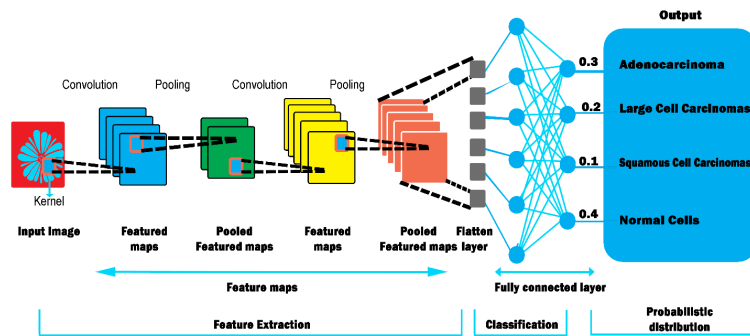 Output
Convolution
Pooling
Convolution
Pooling
0.3
Adenocarcinoma
0.2
Large Cell Carcinomas
0.1
Squamous Cell Carcinomas
0.4
Normal Cells
Kernel
Input Image
Featured
maps
Pooled
Featured maps
Featured
maps
Pooled
Featured maps
Flatten
layer
Feature maps
Fully connected layer
Feature Extraction
Classification
Probabilistic
distribution